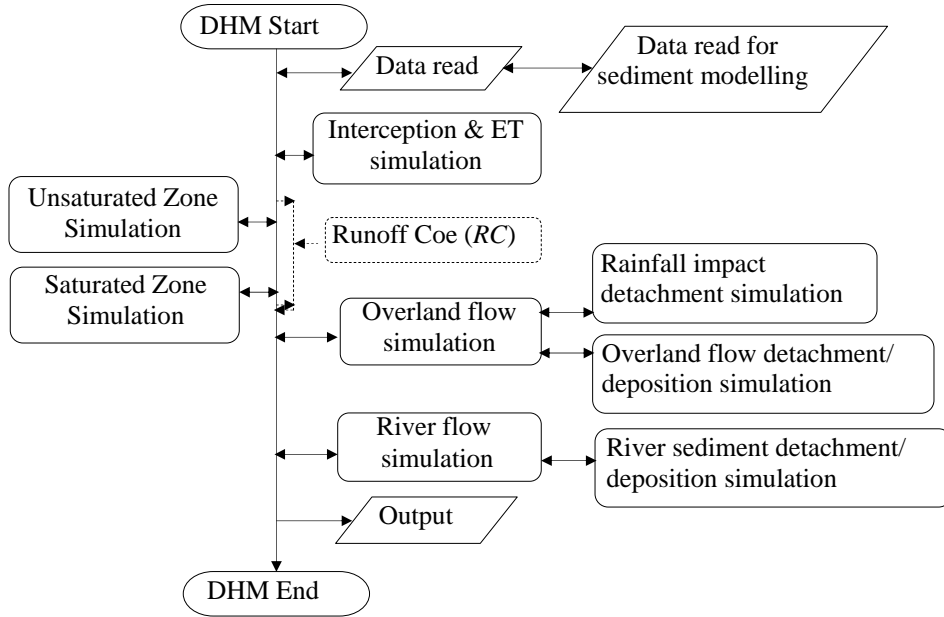 DHM Start
Data read
Data read for
sediment modelling
Interception & ET
simulation
Unsaturated Zone
Simulation
Runoff Coe (RC)
Saturated Zone
Simulation
Rainfall impact
detachment simulation
Overland flow
simulation
Overland flow detachment/
deposition simulation
River flow
simulation
River sediment detachment/
deposition simulation
Output
DHM End